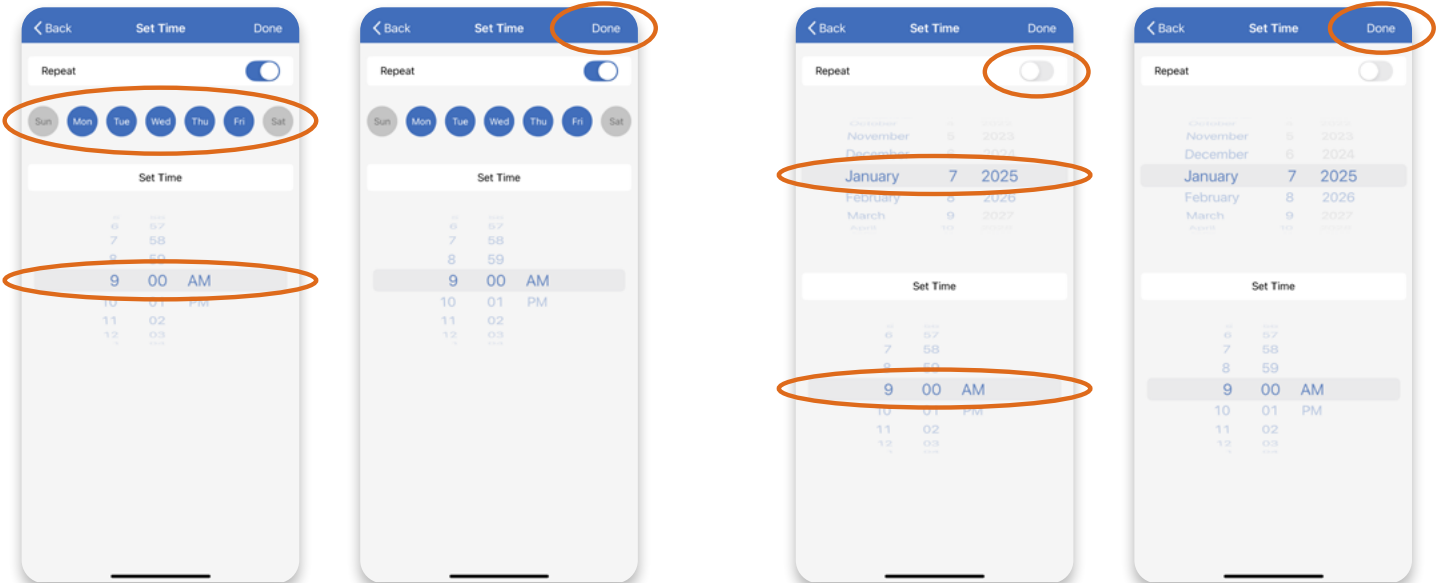 Back Set Time Done
Repeat
Sun Mon Tue Wed Thu Fri Sat
Set Time
6 57
7 58
8 59
9 00 AM
10 01 PM
11 02
12 03
Back Set Time Done
Repeat
Sun Mon Tue Wed Thu Fri Sat
Set Time
6 57
7 58
8 59
9 00 AM
10 01 PM
11 02
12 03
Back Set Time Done
Repeat
October
November 5 2023
December 6 2024
January 7 2025
February 8 2026
March 9 2027
April 10
Set Time
6 57
7 58
8 59
9 00 AM
10 01 PM
11 02
12 03
Back Set Time Done
Repeat
October
November 5 2023
December 6 2024
January 7 2025
February 8 2026
March 9 2027
April 10
Set Time
6 57
7 58
8 59
9 00 AM
10 01 PM
11 02
12 03